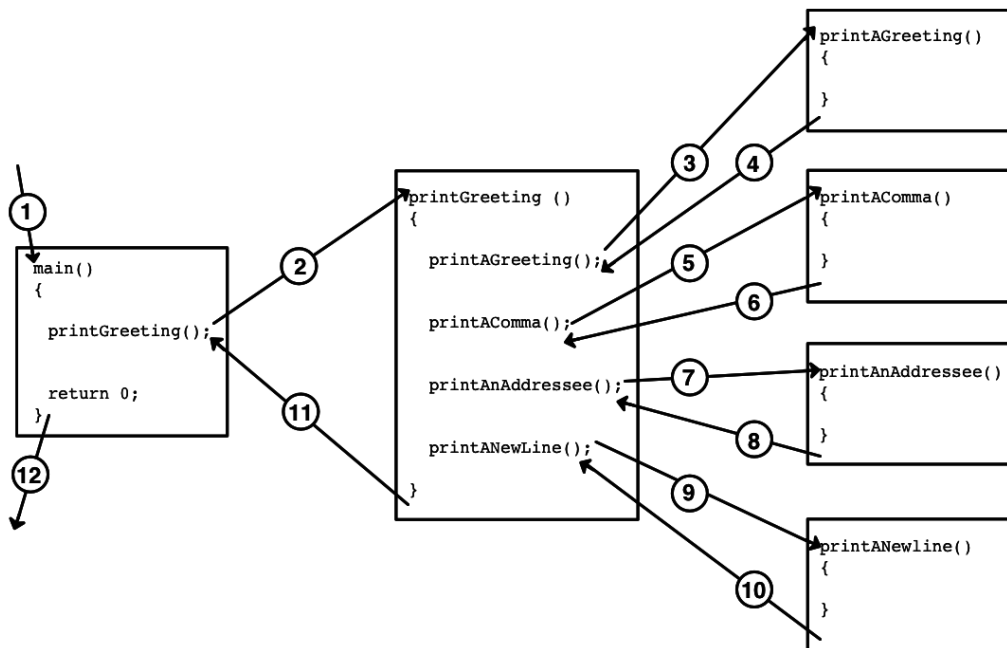 1
main()
{
printGreeting();
return 0;
}
12
2
11
printGreeting ()
{
printAGreeting();
printAComma();
printAnAddressee();
printANewLine();
}
3
4
5
6
7
8
9
10
printAGreeting()
{
}
printAComma()
{
}
printAnAddressee()
{
}
printANewline()
{
}